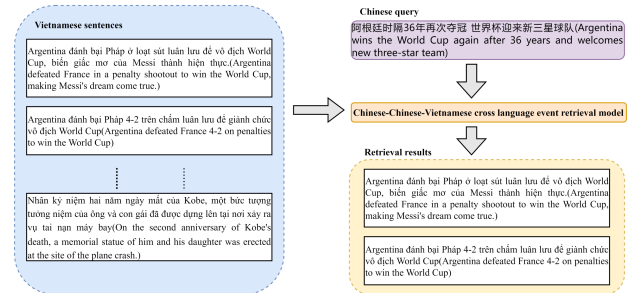 Vietnamese sentences
Argentina đánh bại Pháp ở loạt sút luân lưu để vô địch World
Cup, biến giấc mơ của Messi thành hiện thực.(Argentina
defeated France in a penalty shootout to win the World Cup,
making Messi's dream come true.)
Argentina đánh bại Pháp 4-2 trên chấm luân lưu để giành chức
vô địch World Cup(Argentina defeated France 4-2 on penalties
to win the World Cup)
Nhân kỷ niệm hai năm ngày mất của Kobe, một bức tượng
tưởng niệm của ông và con gái đã được dựng lên tại nơi xảy ra
vụ tai nạn máy bay(On the second anniversary of Kobe's
death, a memorial statue of him and his daughter was erected
at the site of the plane crash.)
Chinese query
阿根廷时隔36年再次夺冠 世界杯迎来新三星球队(Argentina
wins the World Cup again after 36 years and welcomes
new three-star team)
Chinese-Chinese-Vietnamese cross language event retrieval model
Retrieval results
Argentina đánh bại Pháp ở loạt sút luân lưu để vô địch World
Cup, biến giấc mơ của Messi thành hiện thực.(Argentina
defeated France in a penalty shootout to win the World Cup,
making Messi's dream come true.)
Argentina đánh bại Pháp 4-2 trên chấm luân lưu để giành chức
vô địch World Cup(Argentina defeated France 4-2 on penalties
to win the World Cup)